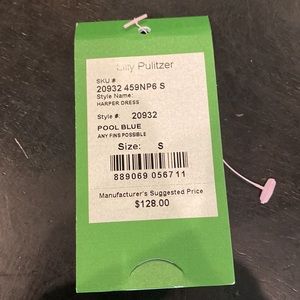 Lilly Pulitzer
SKU #
20932 459NP6 S
Style Name:
HARPER DRESS
Style #: 20932
POOL BLUE
ANY FINS POSSIBLE
Size: S
889069 056711
Manufacturer's Suggested Price
$128.00